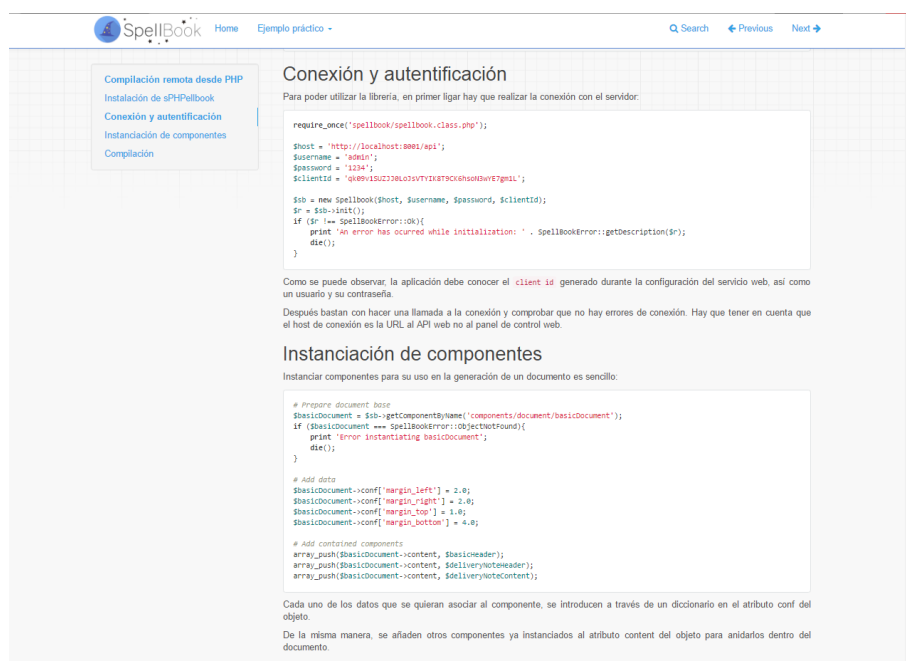 SpellBook Home Ejemplo práctico Search Previous Next
Compilación remota desde PHP
Instalación de sPHPellbook
Conexión y autentificación
Instanciación de componentes
Compilación
Conexión y autentificación
Para poder utilizar la librería, en primer ligar hay que realizar la conexión con el servidor:
require_once('spellbook/spellbook.class.php');
$host = 'http://localhost:8001/api';
$username = 'admin';
$password = '1234';
$clientId = ';
$sb = new Spellbook($host, $username, $password, $clientId);
$r = $sb->init();
if ($r !== SpellBookError::Ok){
print 'An error has ocurred while initialization: ' . SpellBookError::getDescription($r);
die();
}
Como se puede observar, la aplicación debe conocer el client id generado durante la configuración del servicio web, así como
un usuario y su contraseña.
Después bastan con hacer una llamada a la conexión y comprobar que no hay errores de conexión. Hay que tener en cuenta que
el host de conexión es la URL al API web no al panel de control web.
Instanciación de componentes
Instanciar componentes para su uso en la generación de un documento es sencillo:
# Prepare document base
$basicDocument = $sb->getComponentByName('components/document/basicDocument');
if ($basicDocument === SpellBookError::ObjectNotFound){
print 'Error instantiating basicDocument';
die();
}
# Add data
$basicDocument->conf['margin_left'] = 2.0;
$basicDocument->conf['margin_right'] = 2.0;
$basicDocument->conf['margin_top'] = 1.0;
$basicDocument->conf['margin_bottom'] = 4.0;
# Add contained components
array_push($basicDocument->content, $basicHeader);
array_push($basicDocument->content, $deliveryNoteHeader);
array_push($basicDocument->content, $deliveryNoteContent);
Cada uno de los datos que se quieran asociar al componente, se introducen a través de un diccionario en el atributo conf del
objeto.
De la misma manera, se añaden otros componentes ya instanciados al atributo content del objeto para anidarlos dentro del
documento.